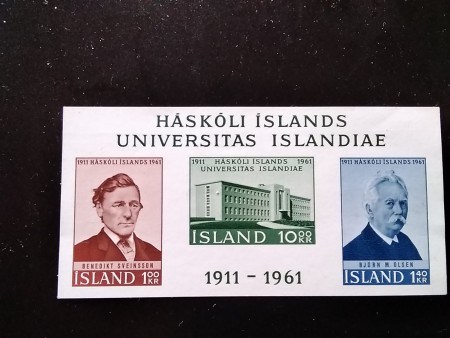 HÁSKÓLI ÍSLANDS
UNIVERSITAS ISLANDIAE
1911 HÁSKÓLI ÍSLANDS 1961
BENEDIKT SVEINSSON
ÍSLAND 1.00 KR
1911 HÁSKÓLI ÍSLANDS 1961
UNIVERSITAS ISLANDIAE
ÍSLAND 10.00 KR
1911 HÁSKÓLI ÍSLANDS 1961
BJÖRN M. ÓLSEN
ÍSLAND 1.40 KR
1911 - 1961